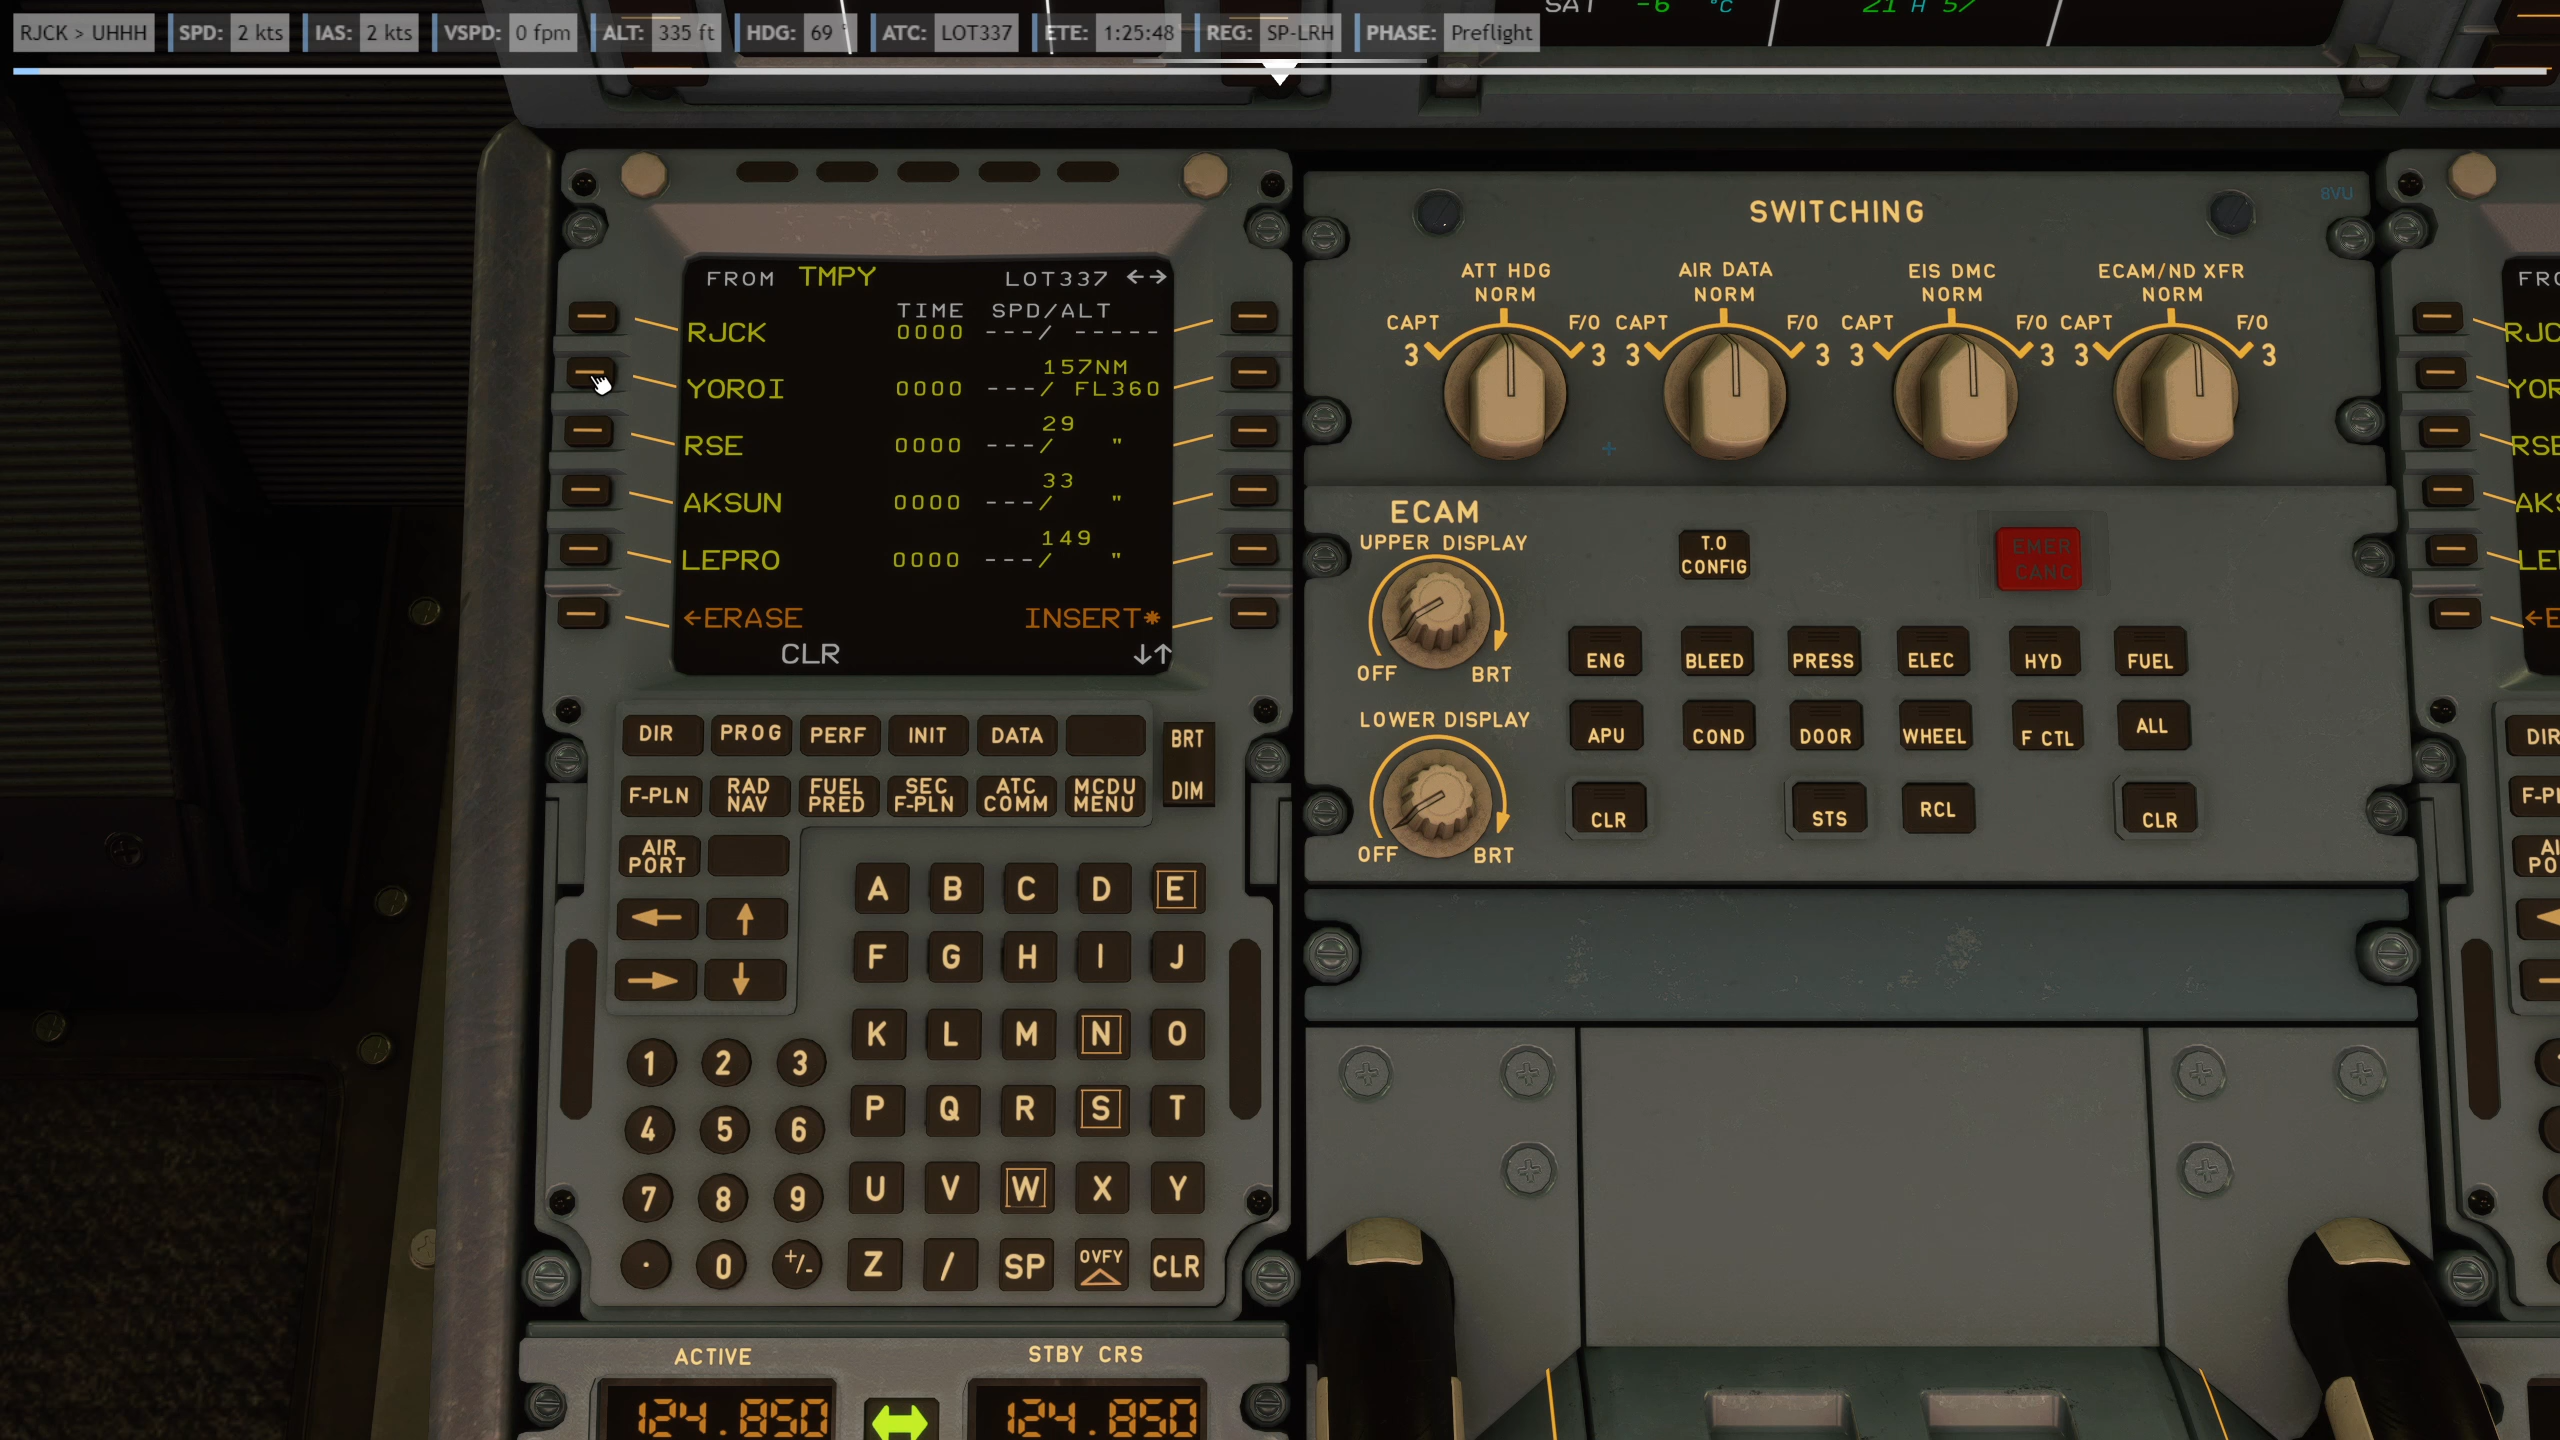 RJCK > UHHH SPD: 2 kts IAS: 2 kts VSPD: 0 fpm ALT: 335 ft HDG: 69 ° ATC: LOT337 ETE: 1:25:48 REG: SP-LRH PHASE: Preflight
SAT -6 °C 21 H 57
FROM TMPY LOT337 ←→
TIME SPD/ALT
RJCK 0000 ---/ -----
157NM
YOROI 0000 ---/ FL360
29
RSE 0000 ---/ "
33
AKSUN 0000 ---/ "
149
LEPRO 0000 ---/ "
←ERASE INSERT*
CLR ↓↑
DIR PROG PERF INIT DATA
BRT
DIM
F-PLN RAD NAV FUEL PRED SEC F-PLN ATC COMM MCDU MENU
AIR PORT
← ↑
→ ↓
A B C D E
F G H I J
K L M N O
P Q R S T
U V W X Y
Z / SP OVFY CLR
1 2 3
4 5 6
7 8 9
. 0 +/-
ACTIVE STBY CRS
124.850 124.850
8VU
SWITCHING
ATT HDG AIR DATA EIS DMC ECAM/ND XFR
NORM NORM NORM NORM
CAPT F/O CAPT F/O CAPT F/O CAPT F/O
3 3 3 3 3 3 3 3
ECAM
UPPER DISPLAY
OFF BRT
T.O
CONFIG
EMER
CANC
ENG BLEED PRESS ELEC HYD FUEL
LOWER DISPLAY
OFF BRT
APU COND DOOR WHEEL F CTL ALL
CLR STS RCL CLR